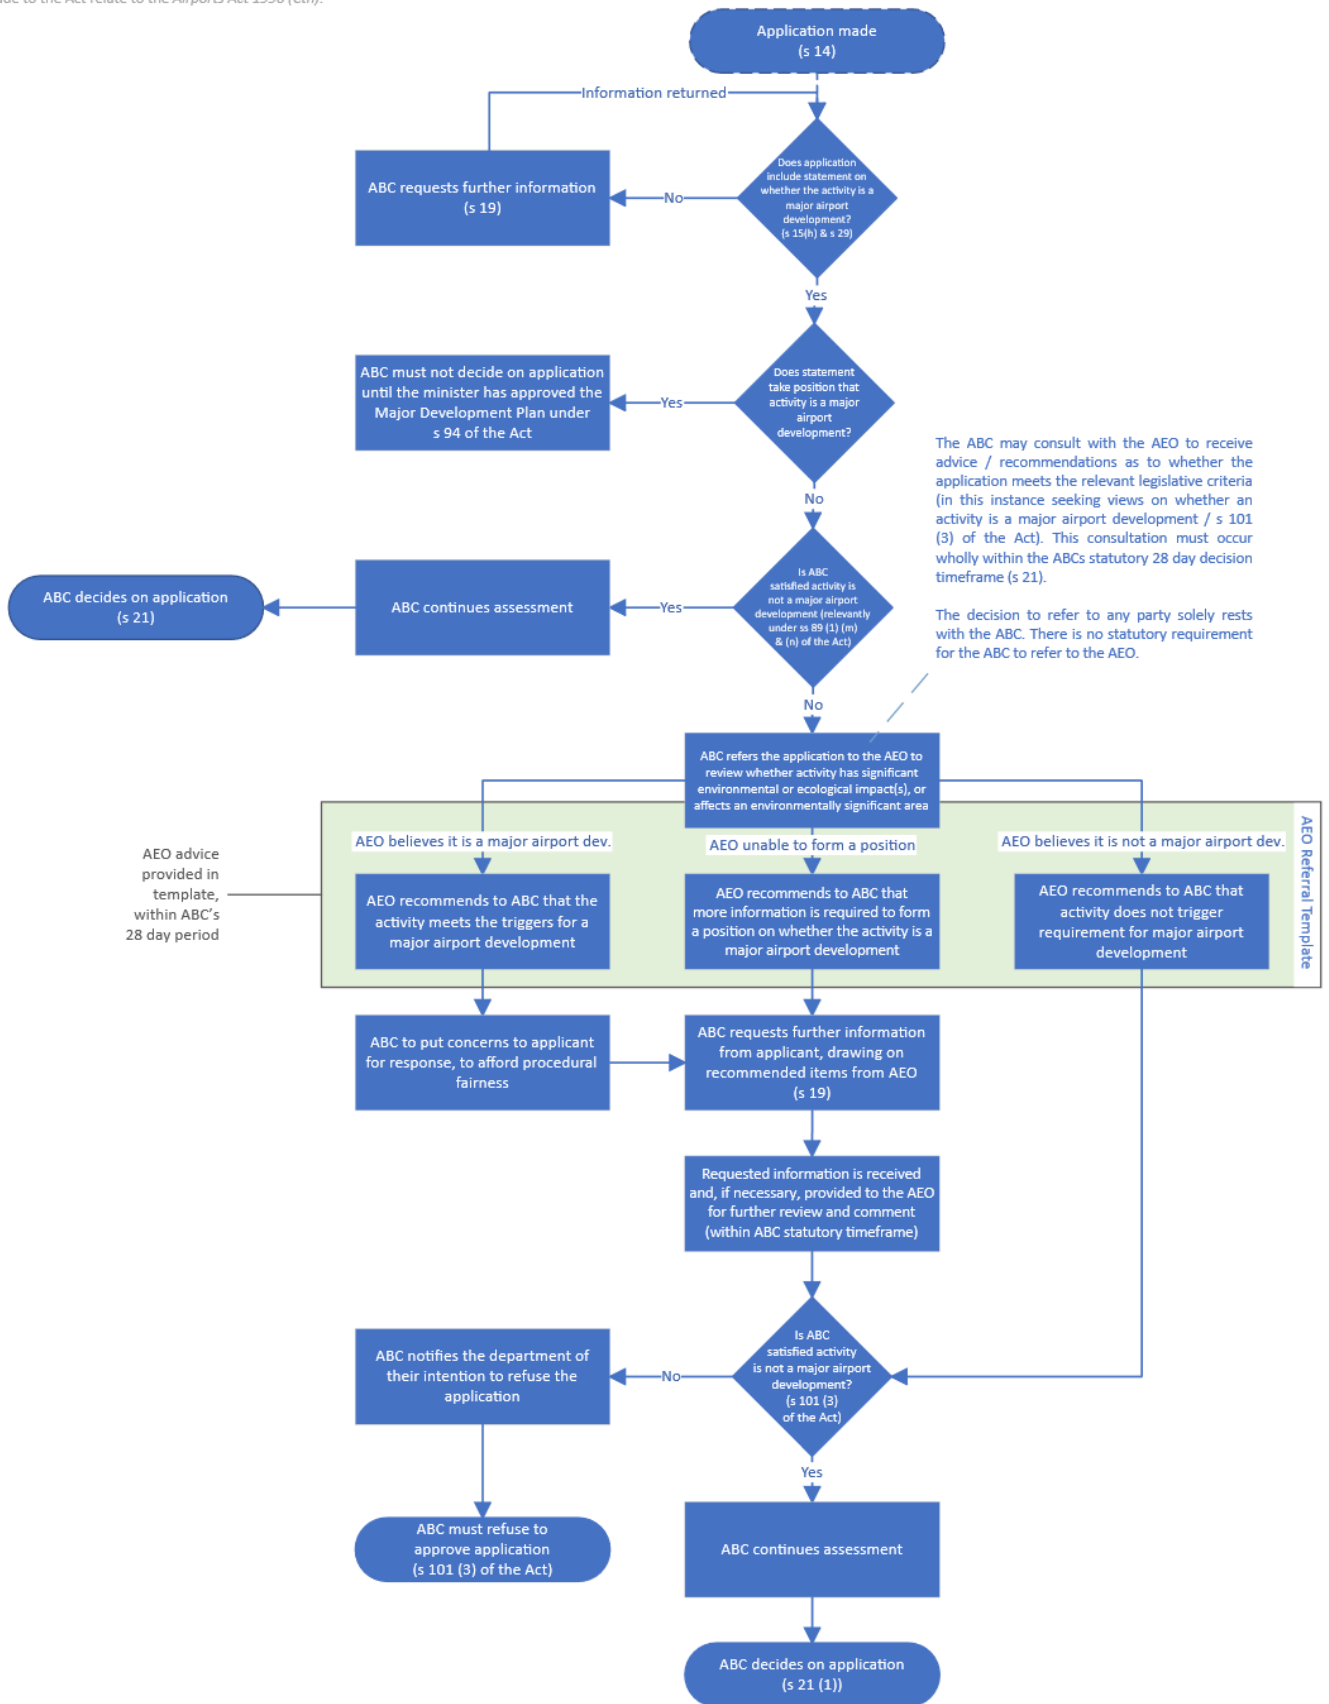 Application made
(s 14)
Information returned
Does application
include statement on
whether the activity is a
major airport
development?
(s 15(h) & s 29)
No
ABC requests further information
(s 19)
Yes
Does statement
take position that
activity is a major
airport
development?
Yes
ABC must not decide on application
until the minister has approved the
Major Development Plan under
s 94 of the Act
No
The ABC may consult with the AEO to receive
advice / recommendations as to whether the
application meets the relevant legislative criteria
(in this instance seeking views on whether an
activity is a major airport development / s 101
(3) of the Act). This consultation must occur
wholly within the ABCs statutory 28 day decision
timeframe (s 21).
The decision to refer to any party solely rests
with the ABC. There is no statutory requirement
for the ABC to refer to the AEO.
Is ABC
satisfied activity is
not a major airport
development (relevantly
under ss 89 (1) (m)
& (n) of the Act)
Yes
ABC continues assessment
ABC decides on application
(s 21)
No
ABC refers the application to the AEO to
review whether activity has significant
environmental or ecological impact(s), or
affects an environmentally significant area
AEO advice
provided in
template,
within ABC's
28 day period
AEO Referral Template
AEO believes it is a major airport dev.
AEO unable to form a position
AEO believes it is not a major airport dev.
AEO recommends to ABC that the
activity meets the triggers for a
major airport development
AEO recommends to ABC that
more information is required to form
a position on whether the activity is a
major airport development
AEO recommends to ABC that
activity does not trigger
requirement for major airport
development
ABC to put concerns to applicant
for response, to afford procedural
fairness
ABC requests further information
from applicant, drawing on
recommended items from AEO
(s 19)
Requested information is received
and, if necessary, provided to the AEO
for further review and comment
(within ABC statutory timeframe)
Is ABC
satisfied activity
is not a major airport
development?
(s 101 (3)
of the Act)
No
ABC notifies the department of
their intention to refuse the
application
ABC must refuse to
approve application
(s 101 (3) of the Act)
Yes
ABC continues assessment
ABC decides on application
(s 21 (1))